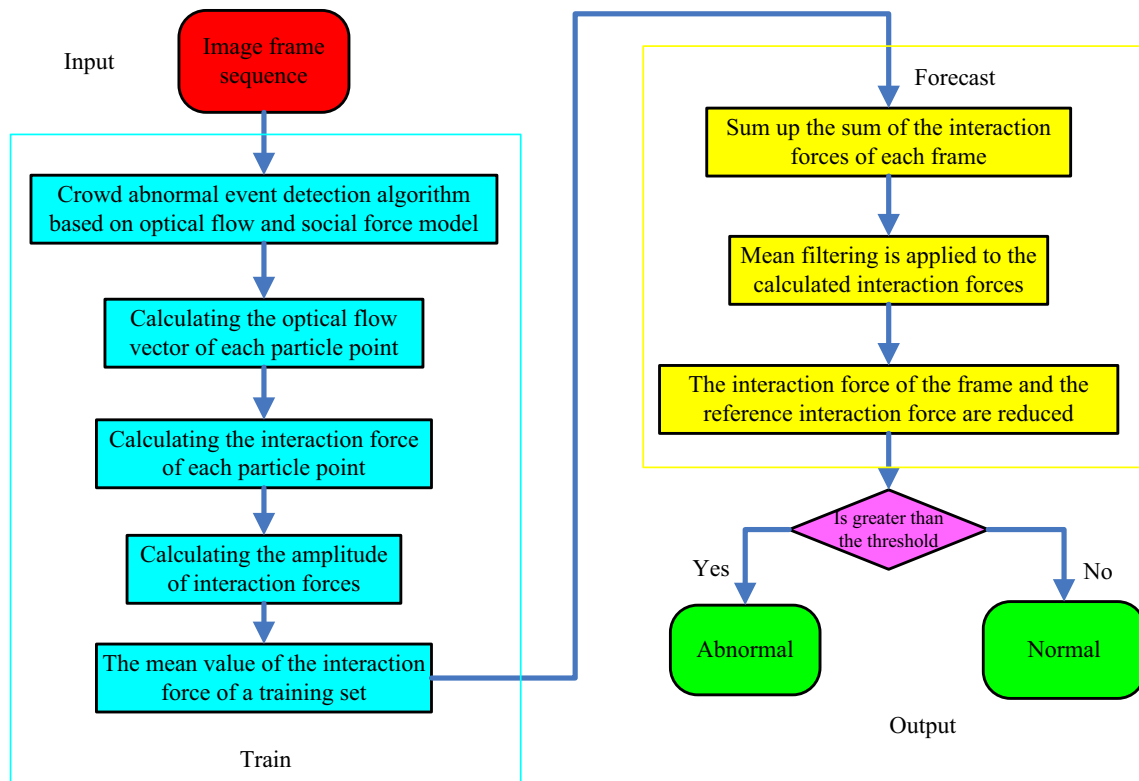 Input
Image frame
sequence
Crowd abnormal event detection algorithm
based on optical flow and social force model
Calculating the optical flow
vector of each particle point
Calculating the interaction force
of each particle point
Calculating the amplitude
of interaction forces
The mean value of the interaction
force of a training set
Train
Forecast
Sum up the sum of the interaction
forces of each frame
Mean filtering is applied to the
calculated interaction forces
The interaction force of the frame and the
reference interaction force are reduced
Is greater than
the threshold
Yes
No
Abnormal
Normal
Output